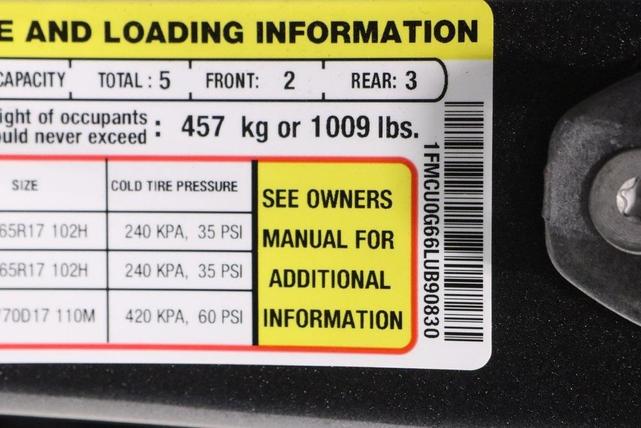 E AND LOADING INFORMATION
CAPACITY TOTAL : 5 FRONT: 2 REAR: 3
ight of occupants
ould never exceed : 457 kg or 1009 lbs.
SIZE COLD TIRE PRESSURE
65R17 102H 240 KPA, 35 PSI
65R17 102H 240 KPA, 35 PSI
/70D17 110M 420 KPA, 60 PSI
SEE OWNERS
MANUAL FOR
ADDITIONAL
INFORMATION
1FMCU0G66LUB90830